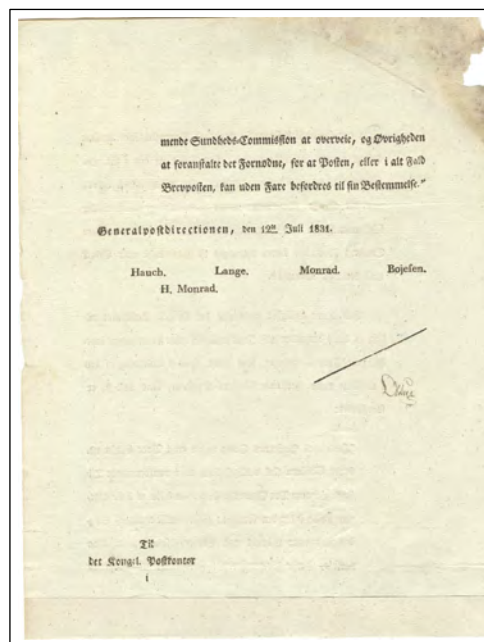 mende Sundheds-Commission at overveie, og Øvrigheden
at foranstalte det Fornødne, for at Posten, eller i alt Fald
Brevposten, kan uden Fare befordres til sin Bestemmelse."
Generalpostdirectionen, den 12te Juli 1831.
Hauch. Lange. Monrad. Bojesen.
H. Monrad.
Til
det Kongel. Postkontor
i